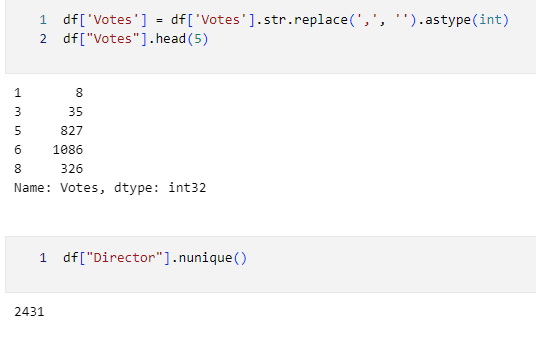 1 df['Votes'] = df['Votes'].str.replace(',', '').astype(int)
2 df["Votes"].head(5)
1 8
3 35
5 827
6 1086
8 326
Name: Votes, dtype: int32
1 df["Director"].nunique()
2431